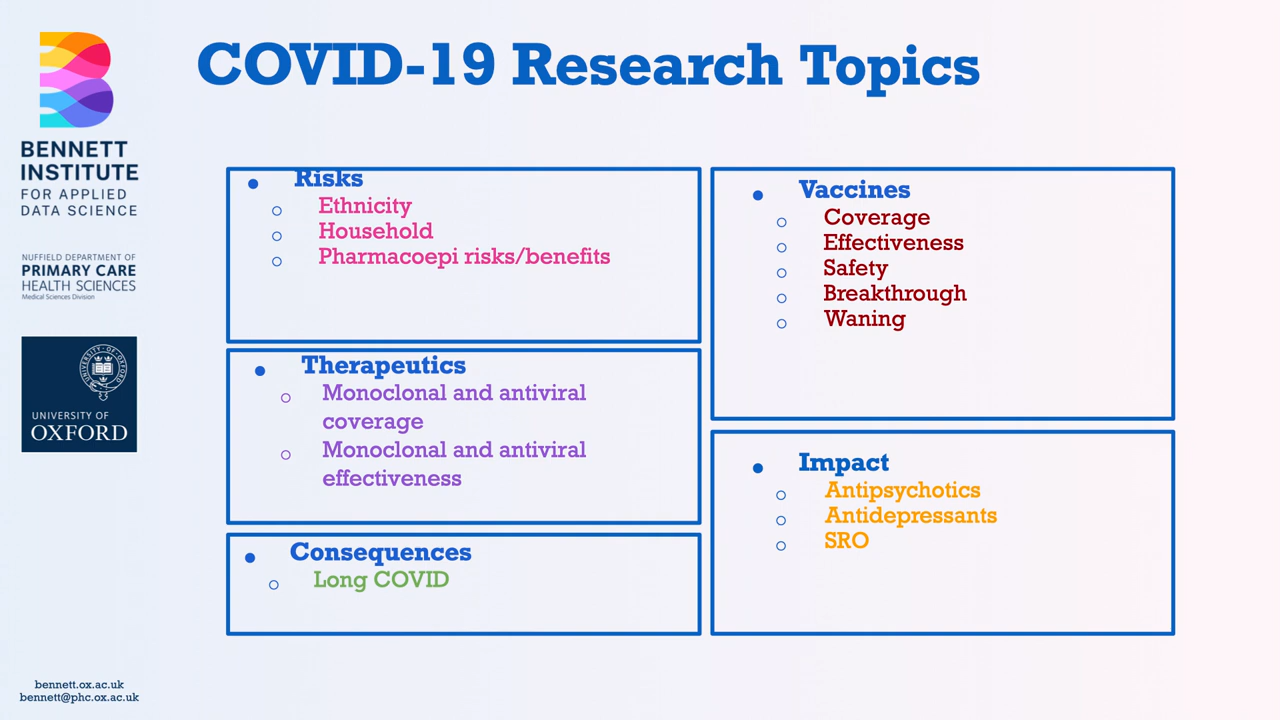 COVID-19 Research Topics
BENNETT
INSTITUTE
FOR APPLIED
DATA SCIENCE
NUFFIELD DEPARTMENT OF
PRIMARY CARE
HEALTH SCIENCES
Medical Sciences Division
UNIVERSITY OF OXFORD
UNIVERSITY OF
OXFORD
bennett.ox.ac.uk
bennett@phc.ox.ac.uk
● Risks
○ Ethnicity
○ Household
○ Pharmacoepi risks/benefits
● Therapeutics
○ Monoclonal and antiviral
coverage
○ Monoclonal and antiviral
effectiveness
● Consequences
○ Long COVID
● Vaccines
○ Coverage
○ Effectiveness
○ Safety
○ Breakthrough
○ Waning
● Impact
○ Antipsychotics
○ Antidepressants
○ SRO